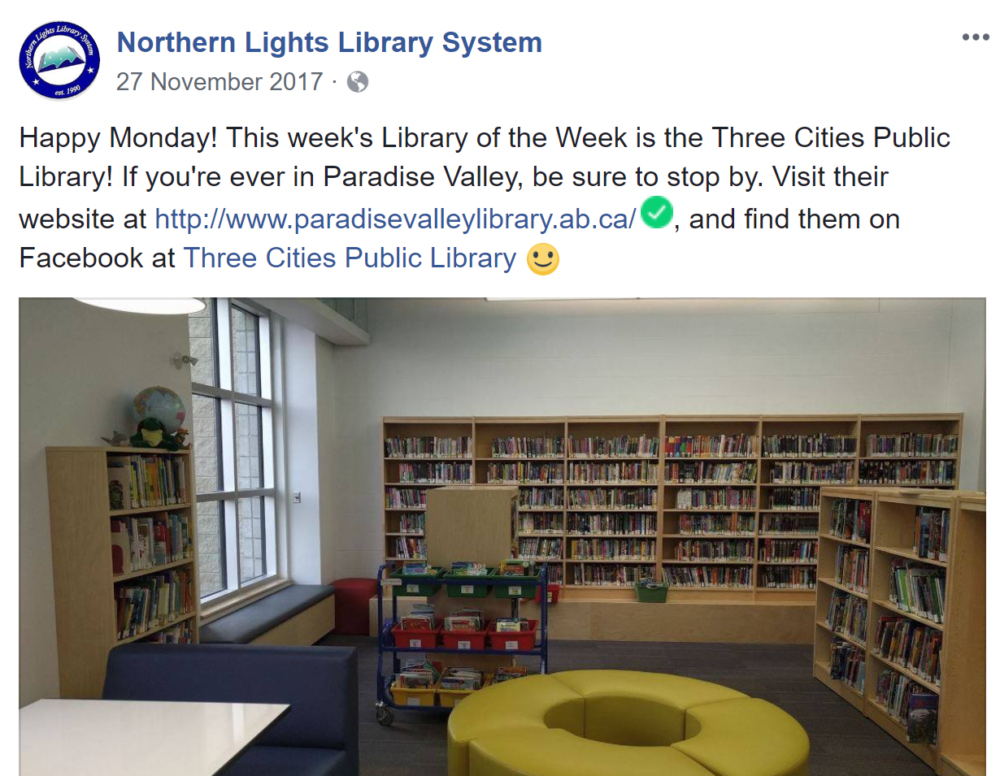 Northern Lights Library System
est. 1990
Northern Lights Library System
27 November 2017 ·
Happy Monday! This week's Library of the Week is the Three Cities Public
Library! If you're ever in Paradise Valley, be sure to stop by. Visit their
website at http://www.paradisevalleylibrary.ab.ca/, and find them on
Facebook at Three Cities Public Library